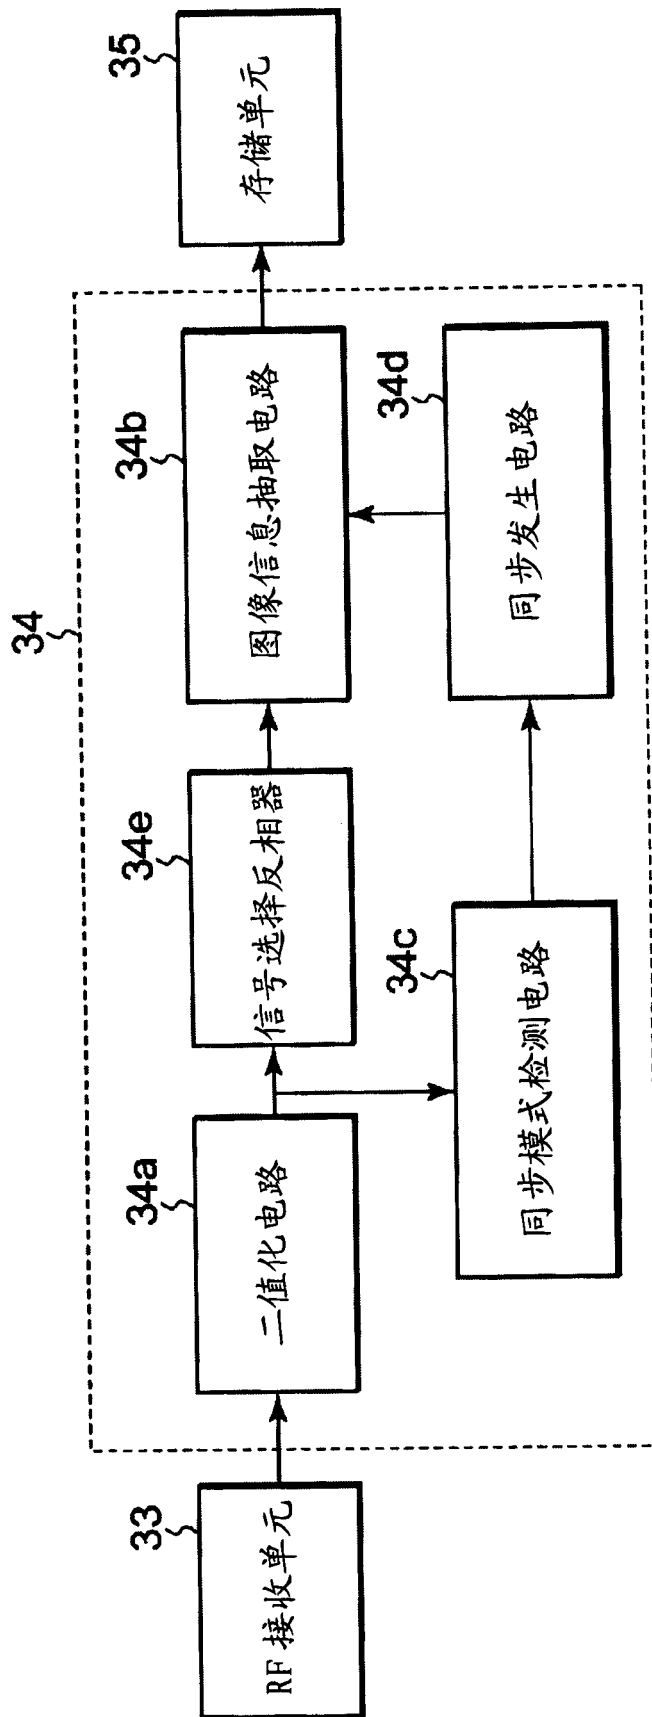 34
33
RF接收单元
34a
二值化电路
34e
信号选择反相器
34b
图像信息抽取电路
35
存储单元
34c
同步模式检测电路
34d
同步发生电路